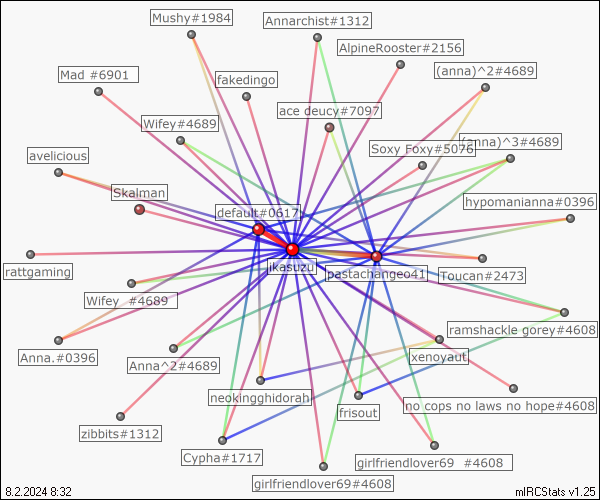 Mushy#1984
Annarchist#1312
AlpineRooster#2156
Mad #6901
fakedingo
(anna)^2#4689
ace deucy#7097
Wifey#4689
Soxy Foxy#5076
(anna)^3#4689
avelicious
Skalman
hypomanianna#0396
default#0617
ikasuzu
pastachangeo41
rattgaming
Toucan#2473
Wifey  #4689
ramshackle gorey#4608
Anna.#0396
Anna^2#4689
xenoyaut
neokingghidorah
frisout
no cops no laws no hope#4608
zibbits#1312
Cypha#1717
girlfriendlover69  #4608
girlfriendlover69#4608
8.2.2024 8:32
mIRCStats v1.25